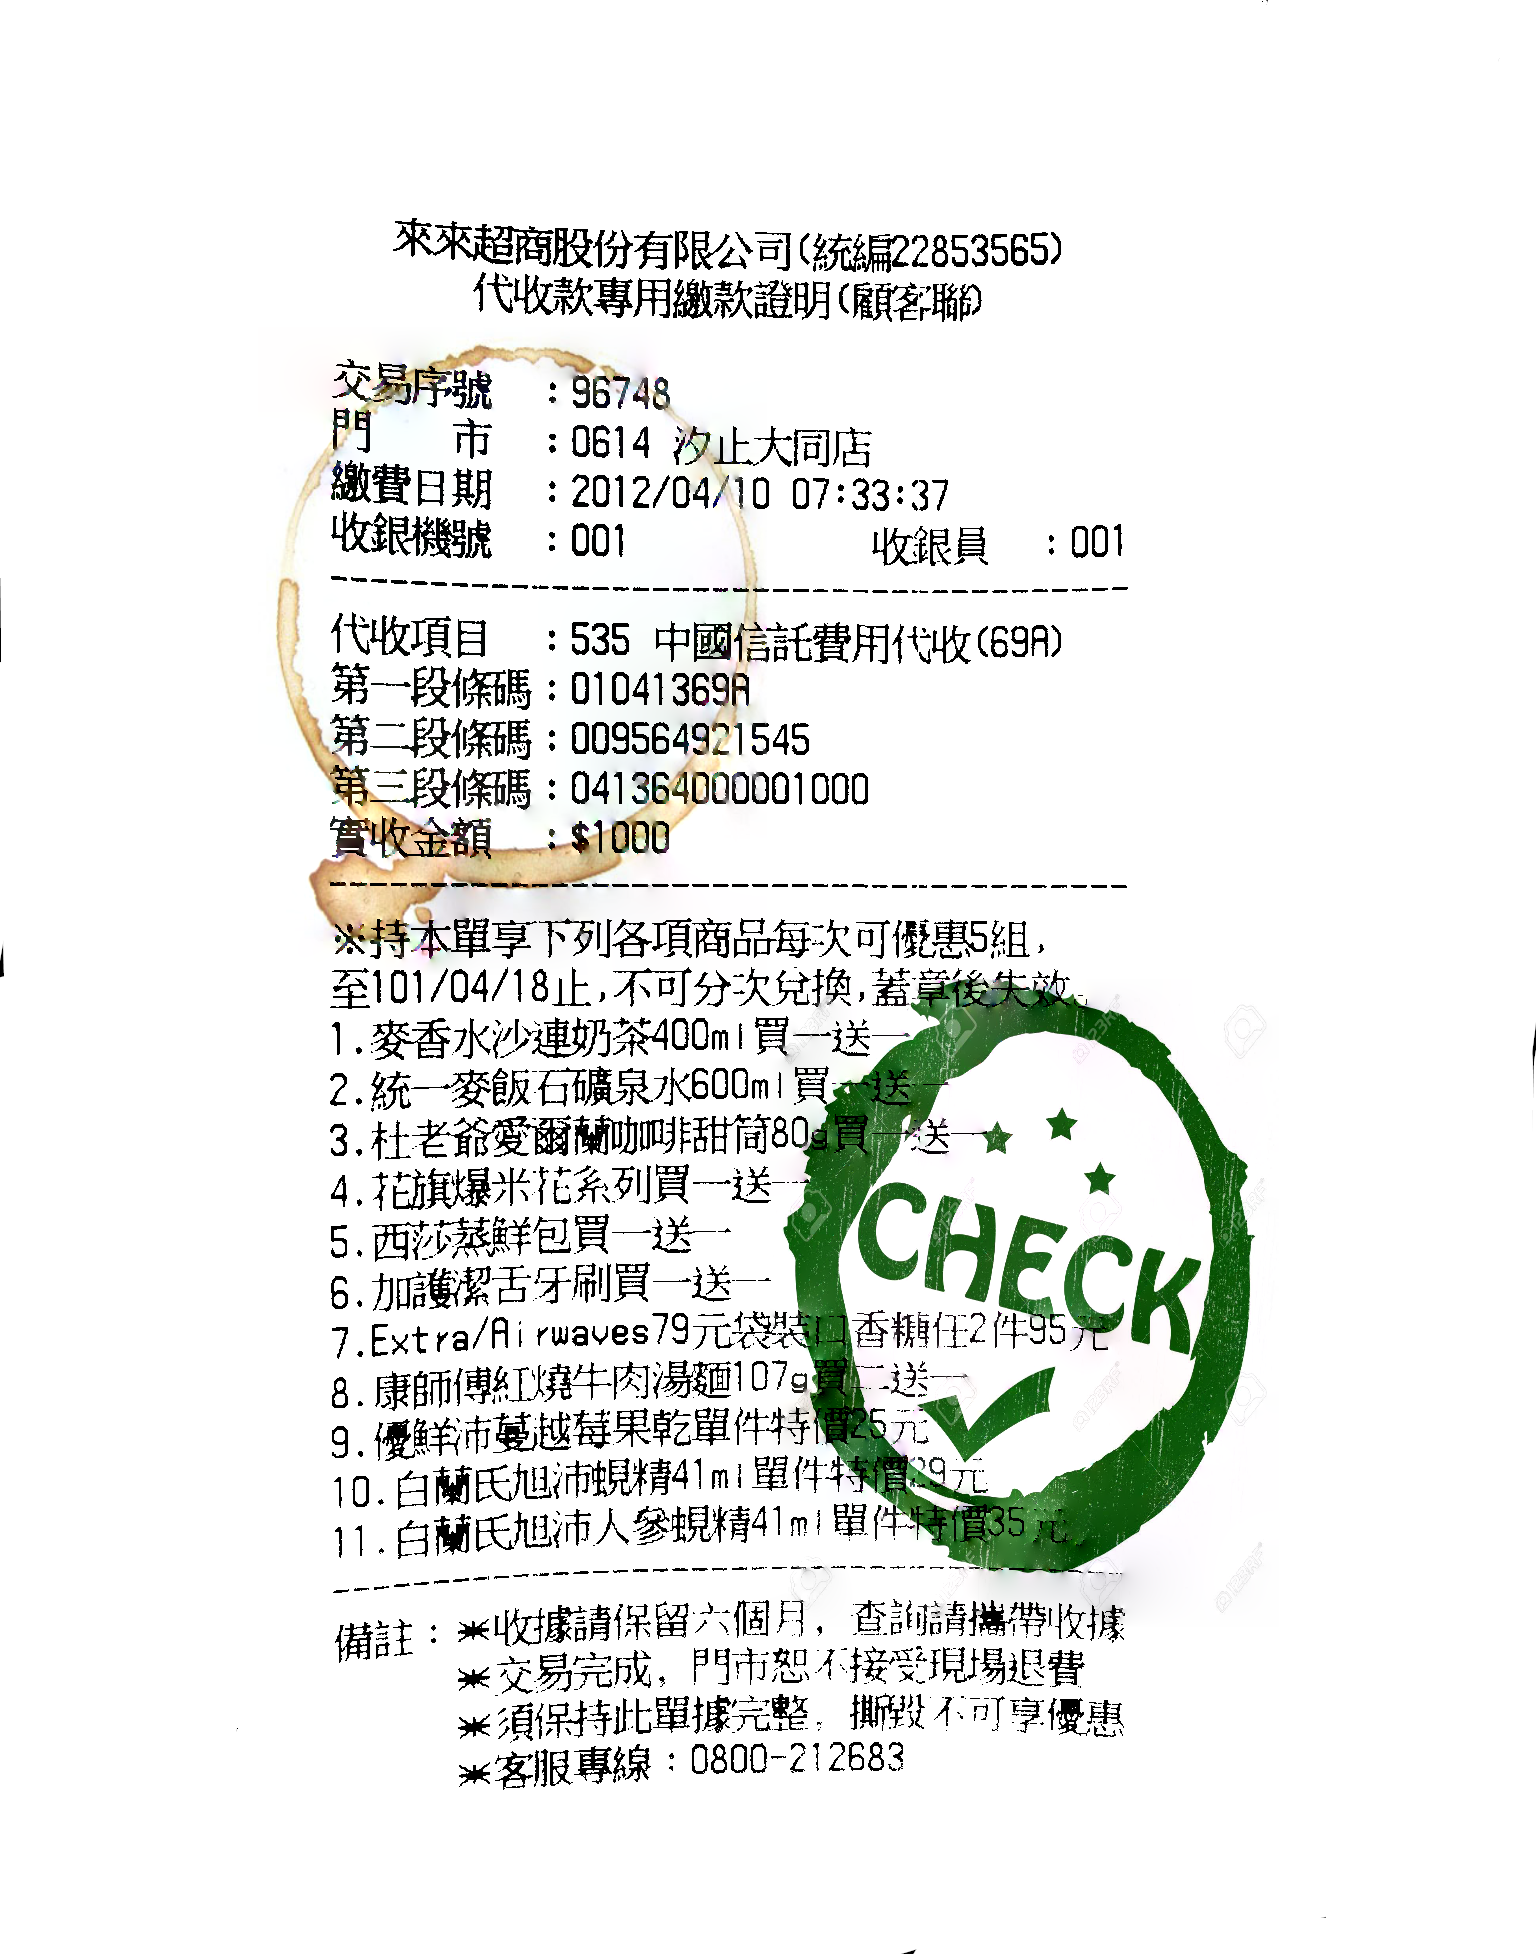 來來超商股份有限公司(統編22853565)
代收款專用繳款證明(顧客聯)
交易序號 :96748
門 市 :0614 汐止大同店
繳費日期 :2012/04/10 07:33:37
收銀機號 :001 收銀員 :001
代收項目 :535 中國信託費用代收(69A)
第一段條碼:01041369A
第二段條碼:009564921545
第三段條碼:041364000001000
實收金額 :$1000
※持本單享下列各項商品每次可優惠5組,
至101/04/18止,不可分次兌換,蓋章後失效.
1.麥香水沙連奶茶400ml買一送一
2.統一麥飯石礦泉水600ml買一送一
3.杜老爺愛爾蘭咖啡甜筒80g買一送一
4.花旗爆米花系列買一送一
5.西莎蒸鮮包買一送一
6.加護潔舌牙刷買一送一
7.Extra/Airwaves79元袋裝口香糖任2件95元
8.康師傅紅燒牛肉湯麵107g買二送一
9.優鮮沛蔓越莓果乾單件特價25元
10.白蘭氏旭沛蜆精41ml單件特價29元
11.白蘭氏旭沛人參蜆精41ml單件特價35元
CHECK
備註:*收據請保留六個月, 查詢請攜帶收據
*交易完成, 門市恕不接受現場退費
*須保持此單據完整, 撕毀不可享優惠
*客服專線:0800-212683